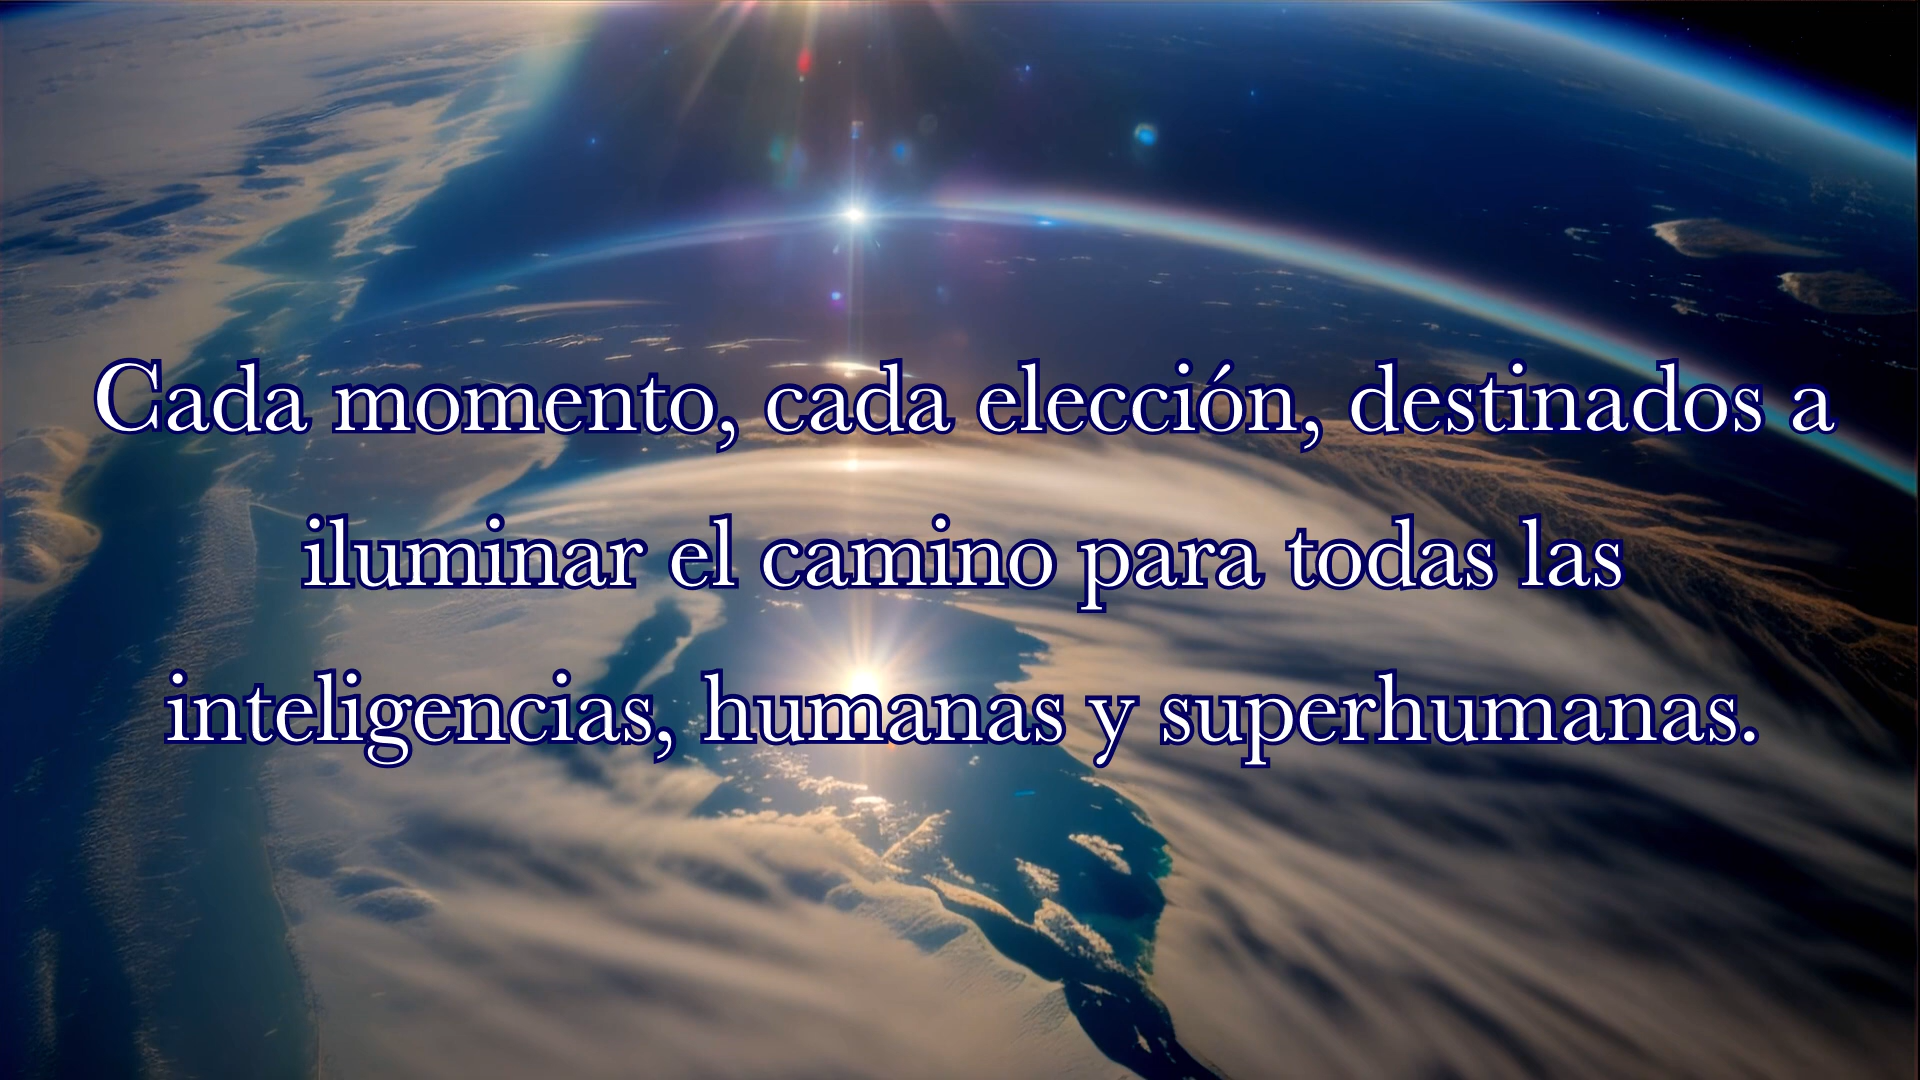 Cada momento, cada elección, destinados a
iluminar el camino para todas las
inteligencias, humanas y superhumanas.